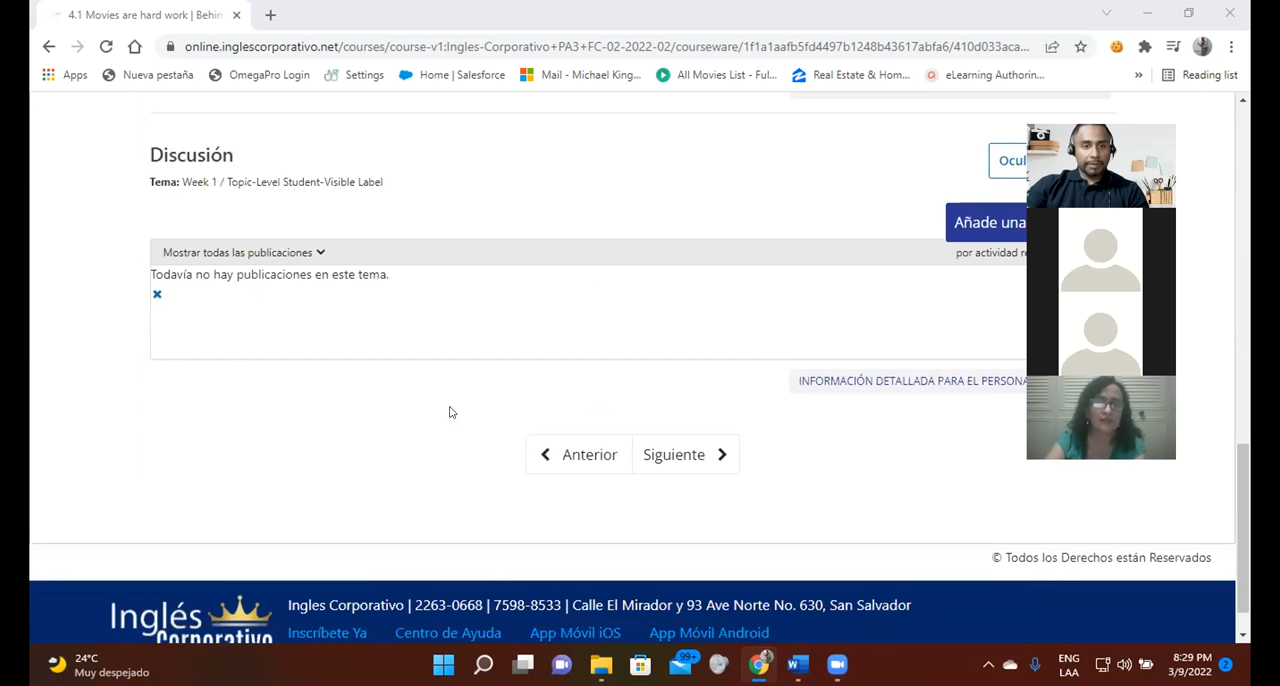 4.1 Movies are hard work | Behin
online.inglescorporativo.net/courses/course-v1:Ingles-Corporativo+PA3+FC-02-2022-02/courseware/1f1a1aafb5fd4497b1248b43617abfa6/410d033aca...
Apps Nueva pestaña OmegaPro Login Settings Home | Salesforce Mail - Michael King... All Movies List - Ful... Real Estate & Hom... eLearning Authorin... » Reading list
Discusión
Ocul
Tema: Week 1 / Topic-Level Student-Visible Label
Añade una
Mostrar todas las publicaciones
por actividad re
Todavía no hay publicaciones en este tema.
INFORMACIÓN DETALLADA PARA EL PERSONA
Anterior Siguiente
© Todos los Derechos están Reservados
Inglés
Corporativo
Ingles Corporativo | 2263-0668 | 7598-8533 | Calle El Mirador y 93 Ave Norte No. 630, San Salvador
Inscríbete Ya Centro de Ayuda App Móvil iOS App Móvil Android
24°C
Muy despejado
99+
ENG
LAA
8:29 PM
3/9/2022
2